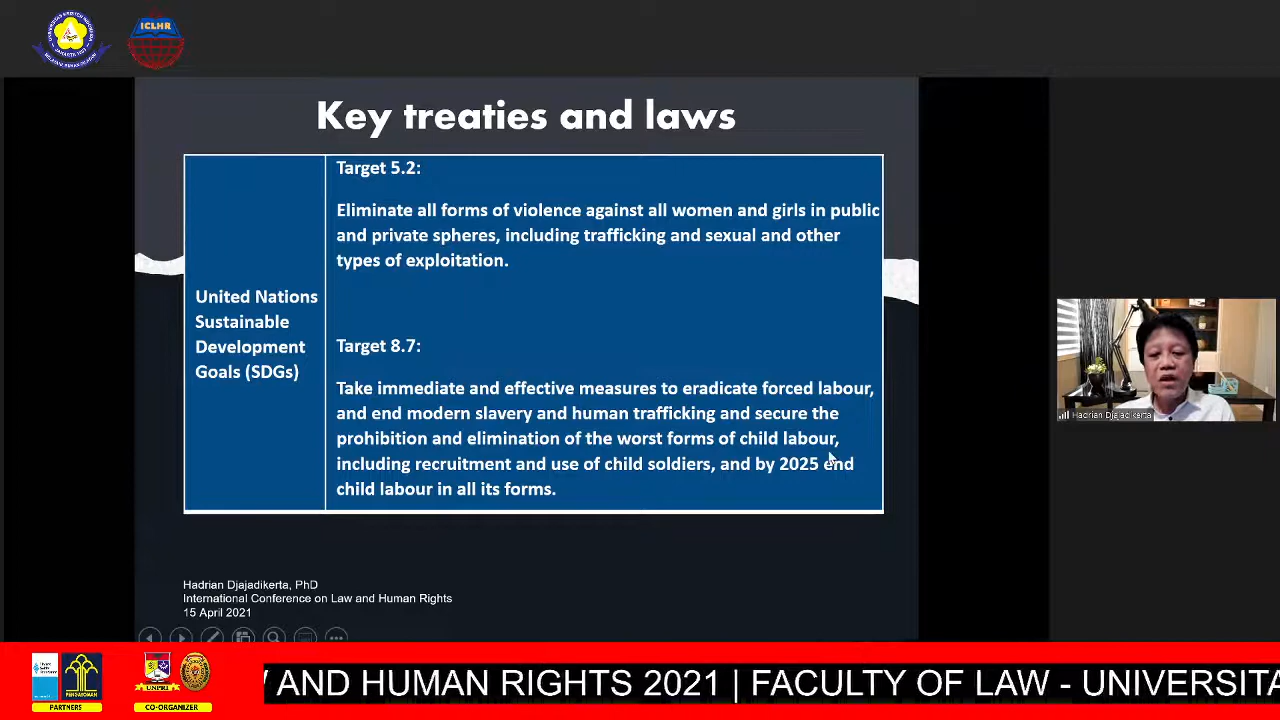 ICLHR
Key treaties and laws
United Nations
Sustainable
Development
Goals (SDGs)
Target 5.2:
Eliminate all forms of violence against all women and girls in public
and private spheres, including trafficking and sexual and other
types of exploitation.
Target 8.7:
Take immediate and effective measures to eradicate forced labour,
and end modern slavery and human trafficking and secure the
prohibition and elimination of the worst forms of child labour,
including recruitment and use of child soldiers, and by 2025 end
child labour in all its forms.
Hadrian Djajadikerta
Hadrian Djajadikerta, PhD
International Conference on Law and Human Rights
15 April 2021
PENGAYOMAN
UNPRI
PARTNERS
CO-ORGANIZER
AND HUMAN RIGHTS 2021 | FACULTY OF LAW - UNIVERSITA